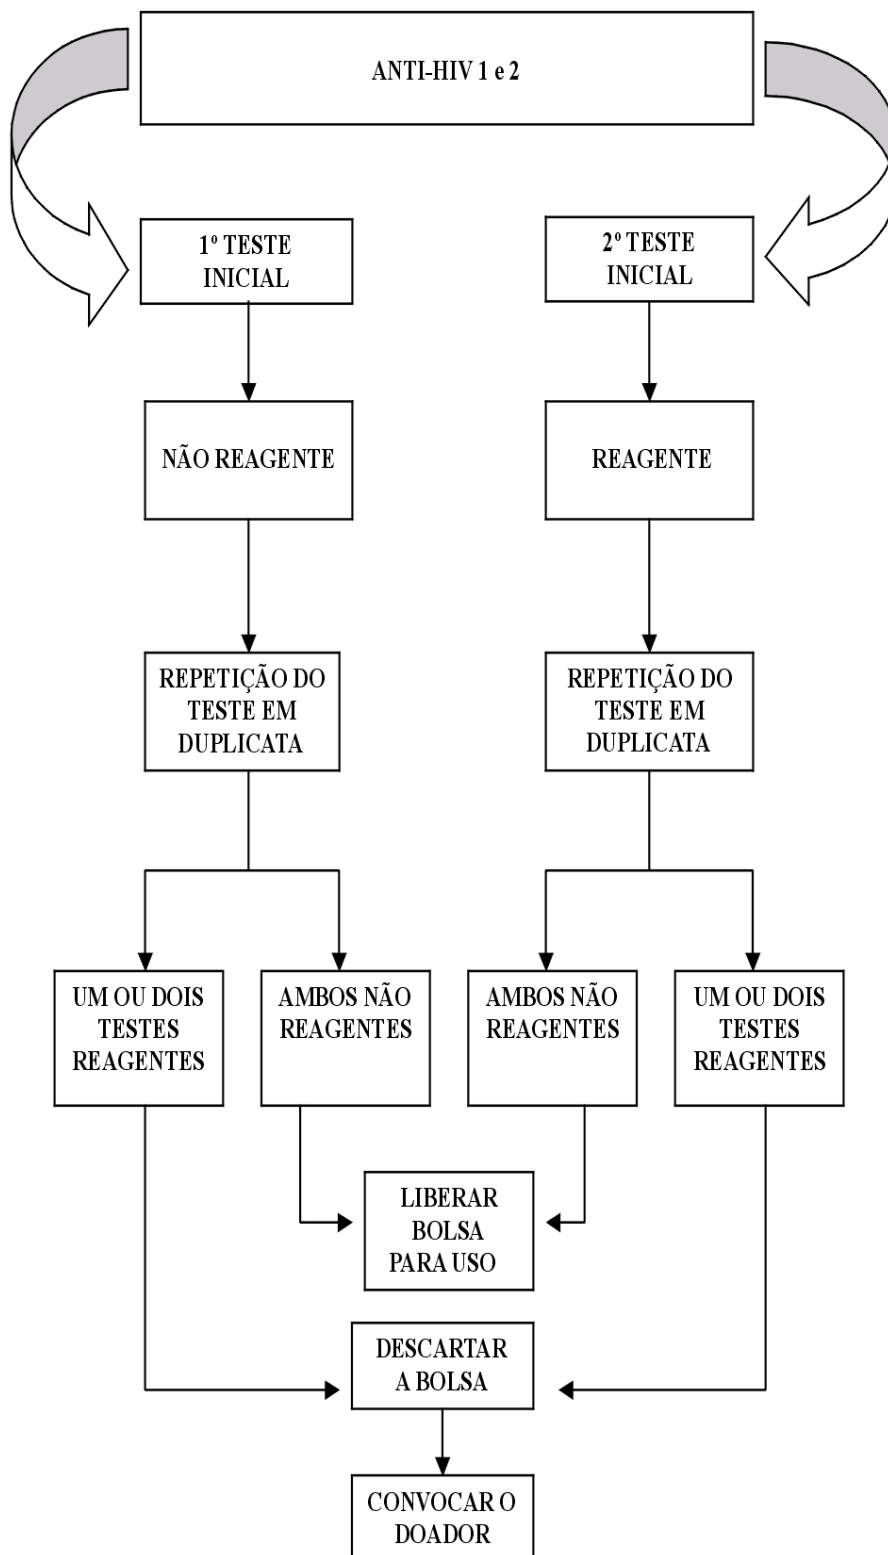 ANTI-HIV 1 e 2
1º TESTE
INICIAL
2º TESTE
INICIAL
NÃO REAGENTE
REAGENTE
REPETIÇÃO DO
TESTE EM
DUPLICATA
REPETIÇÃO DO
TESTE EM
DUPLICATA
UM OU DOIS
TESTES
REAGENTES
AMBOS NÃO
REAGENTES
AMBOS NÃO
REAGENTES
UM OU DOIS
TESTES
REAGENTES
LIBERAR
BOLSA
PARA USO
DESCARTAR
A BOLSA
CONVOCAR O
DOADOR